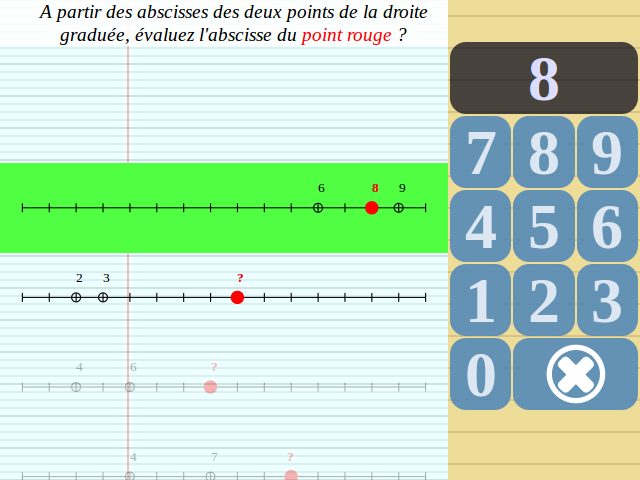 A partir des abscisses des deux points de la droite
graduée, évaluez l'abscisse du point rouge ?
8
6 8 9
7 8 9
4 5 6
2 3 ?
1 2 3
4 6 ?
0
4 7 ?